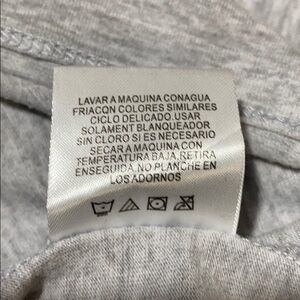 LAVAR A MAQUINA CONAGUA
FRIACQN COLORES SIMILARES
CICLO DELICADO.USAR
SOLAMENT BLANQUEADOR
SIN CLORO SI ES NECESARIO
SECAR A MAQUINA CON
TEMPERATURA BAJA,RETIRA
ENSEGUIDA,NO PLANCHE EN
LOS ADORNOS